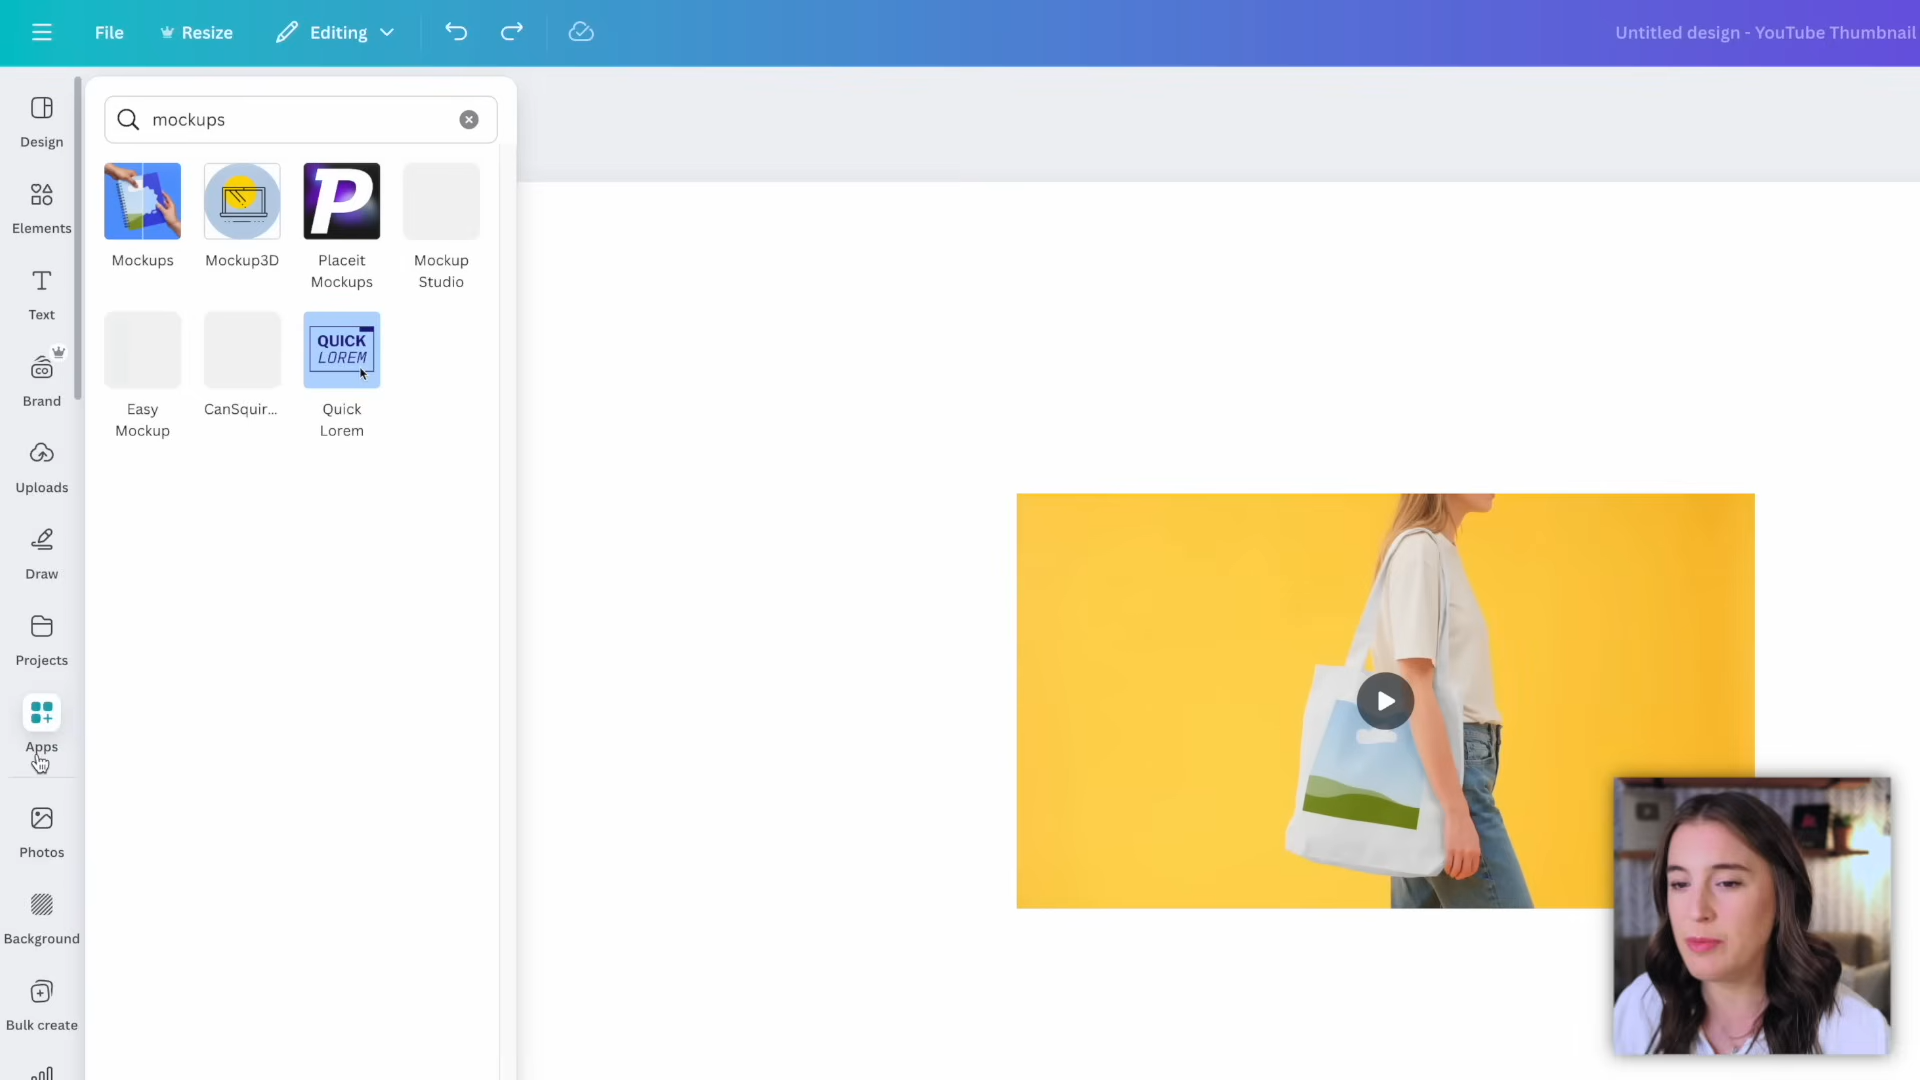 File
Resize
Editing
Untitled design - YouTube Thumbnail
Design
Elements
Text
Brand
Uploads
Draw
Projects
Apps
Photos
Background
Bulk create
mockups
Mockups
Mockup3D
P
Placeit
Mockups
Mockup
Studio
Easy
Mockup
CanSquir...
QUICK
LOREM
Quick
Lorem
co